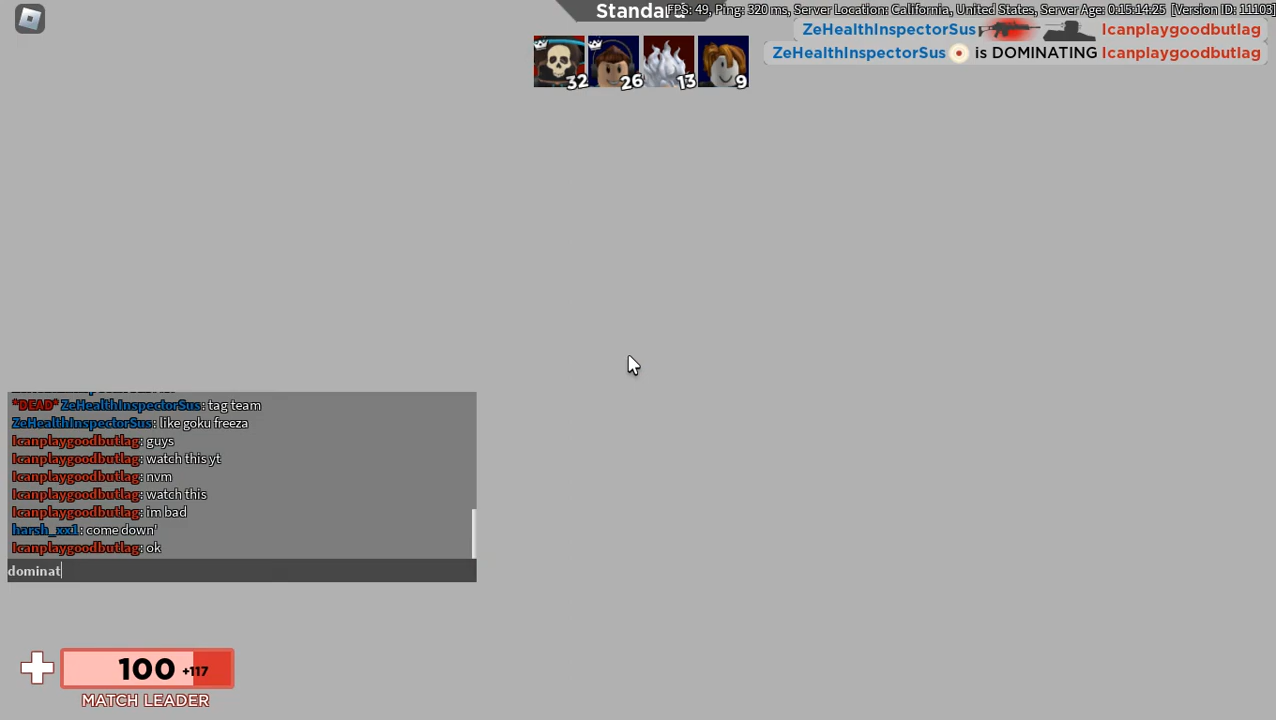 Standard
FPS: 49, Ping: 320 ms, Server Location: California, United States, Server Age: 0:15:14:25 [Version ID: 11103]
ZeHealthInspectorSus Icanplaygoodbutlag
ZeHealthInspectorSus is DOMINATING Icanplaygoodbutlag
32 26 13 9
*DEAD* ZeHealthInspectorSus: tag team
ZeHealthInspectorSus: like goku freeza
Icanplaygoodbutlag: guys
Icanplaygoodbutlag: watch this yt
Icanplaygoodbutlag: nvm
Icanplaygoodbutlag: watch this
Icanplaygoodbutlag: im bad
harsh_xx1: come down'
Icanplaygoodbutlag: ok
dominat
100 +117
MATCH LEADER